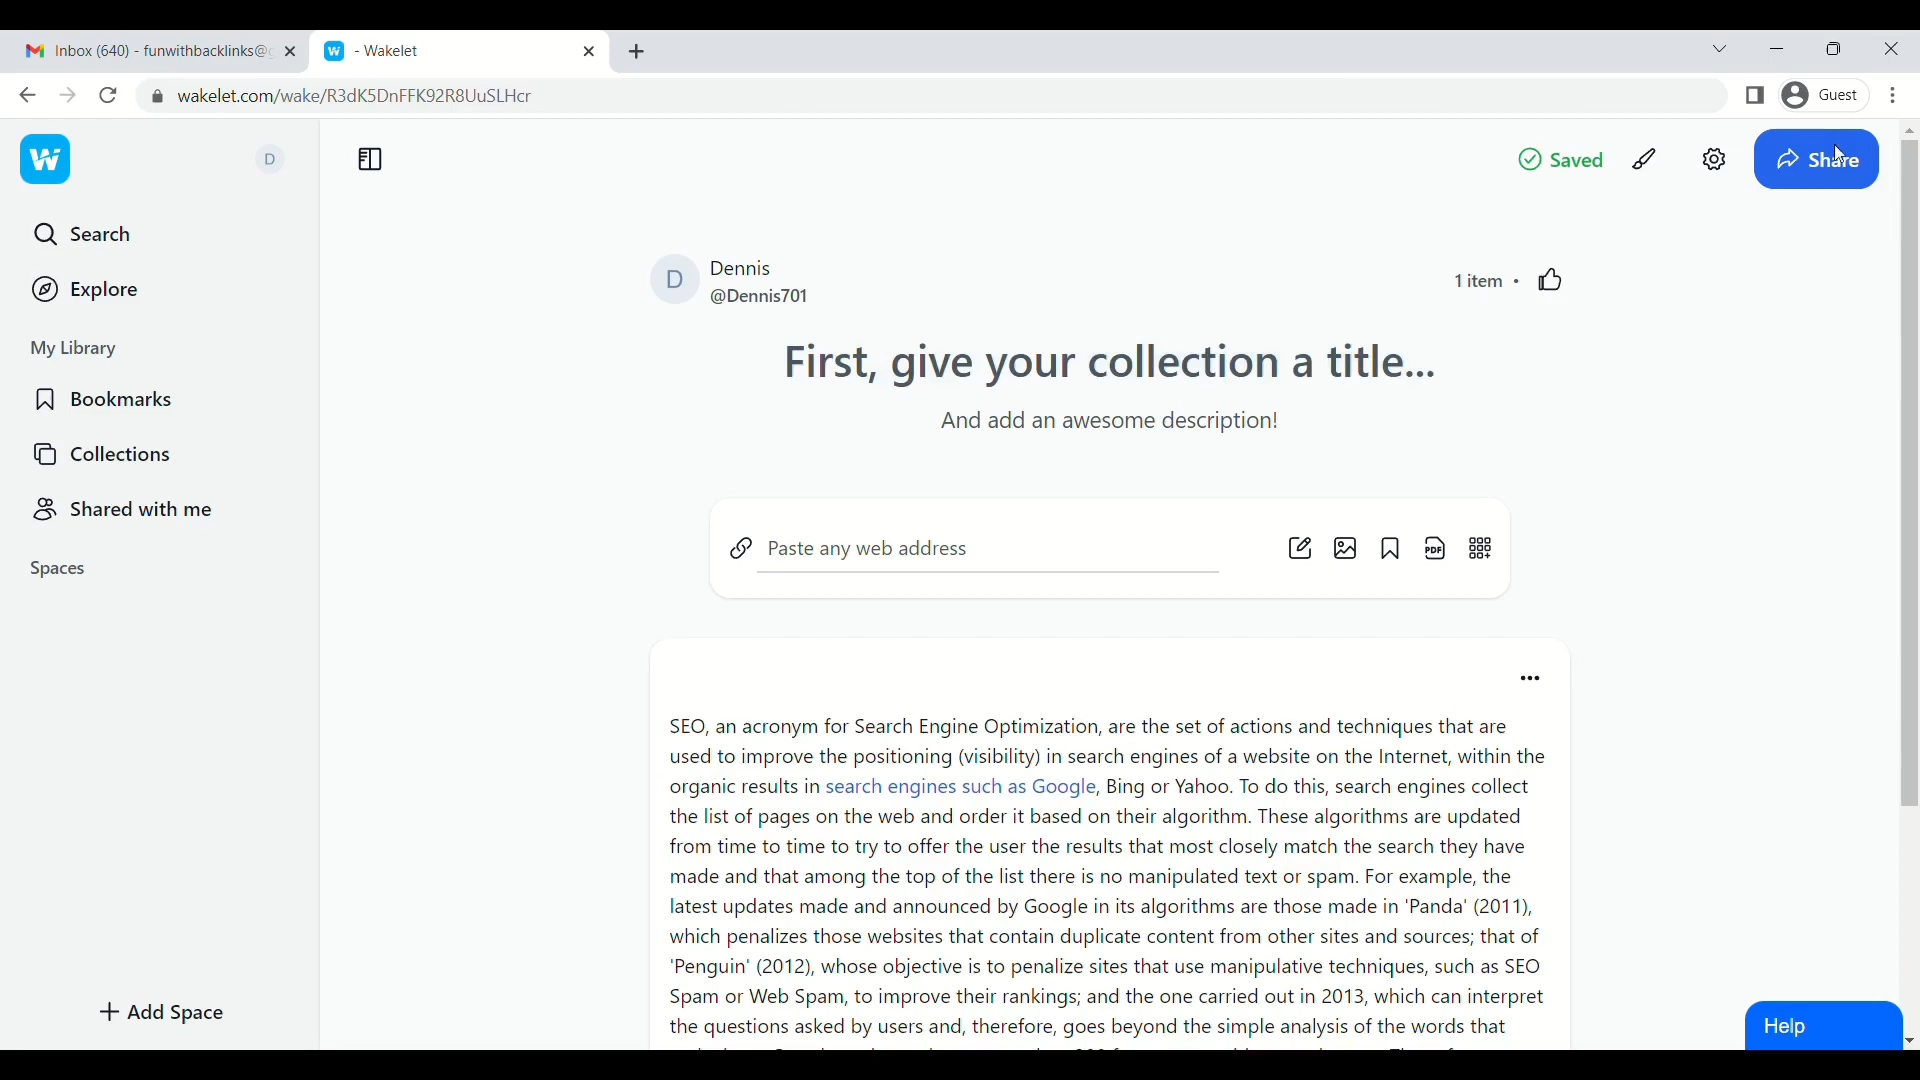 Inbox (640) - funwithbacklinks@
- Wakelet
wakelet.com/wake/R3dK5DnFFK92R8UuSLHcr
Guest
W
D
Saved
Share
Search
Explore
My Library
Bookmarks
Collections
Shared with me
Spaces
Add Space
D
Dennis
@Dennis701
1 item •
First, give your collection a title...
And add an awesome description!
Paste any web address
PDF
SEO, an acronym for Search Engine Optimization, are the set of actions and techniques that are
used to improve the positioning (visibility) in search engines of a website on the Internet, within the
organic results in search engines such as Google, Bing or Yahoo. To do this, search engines collect
the list of pages on the web and order it based on their algorithm. These algorithms are updated
from time to time to try to offer the user the results that most closely match the search they have
made and that among the top of the list there is no manipulated text or spam. For example, the
latest updates made and announced by Google in its algorithms are those made in 'Panda' (2011),
which penalizes those websites that contain duplicate content from other sites and sources; that of
'Penguin' (2012), whose objective is to penalize sites that use manipulative techniques, such as SEO
Spam or Web Spam, to improve their rankings; and the one carried out in 2013, which can interpret
the questions asked by users and, therefore, goes beyond the simple analysis of the words that
Help